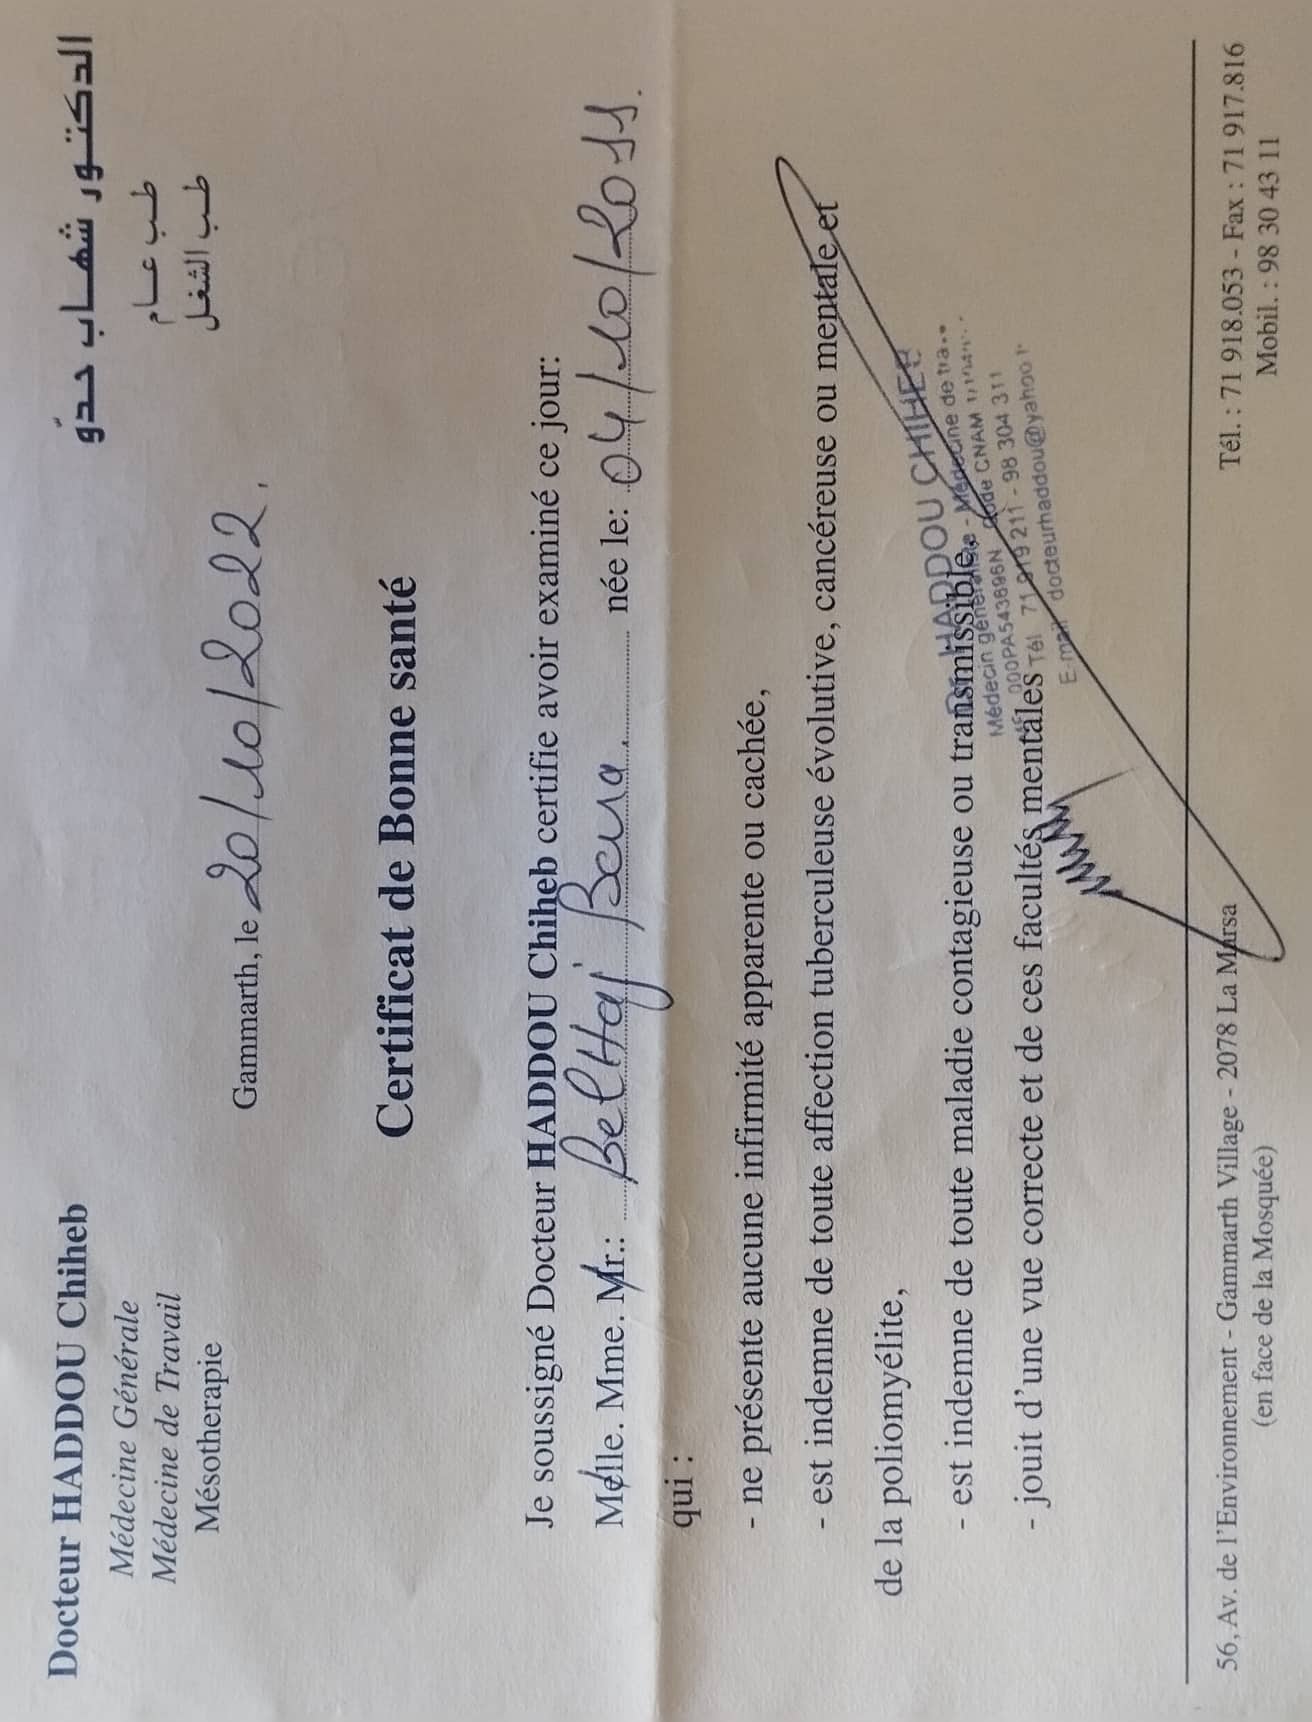 Docteur HADDOU Chiheb
Médecine Générale
Médecine de Travail
Mésotherapie
الدكتور شهاب حدّو
طب عام
طب الشغل
Gammarth, le 20/10/2022.
Certificat de Bonne santé
Je soussigné Docteur HADDOU Chiheb certifie avoir examiné ce jour:
Melle. Mme. Mr.: BelHaj née le: 04/10/2011.
qui :
- ne présente aucune infirmité apparente ou cachée,
- est indemne de toute affection tuberculeuse évolutive, cancéreuse ou mentale et
de la poliomyélite,
- est indemne de toute maladie contagieuse ou transmissible,
- jouit d'une vue correcte et de ces facultés mentales
Dr. HADDOU CHIHEB
Médecin généraliste - Médecine de
000PA543696N code CNAM
Tél 71 919 211 - 98 304 311
E.mail docteurhaddou@yahoo
56, Av. de l'Environnement - Gammarth Village - 2078 La Marsa
(en face de la Mosquée)
Tél. : 71 918.053 - Fax : 71 917.816
Mobil. : 98 30 43 11